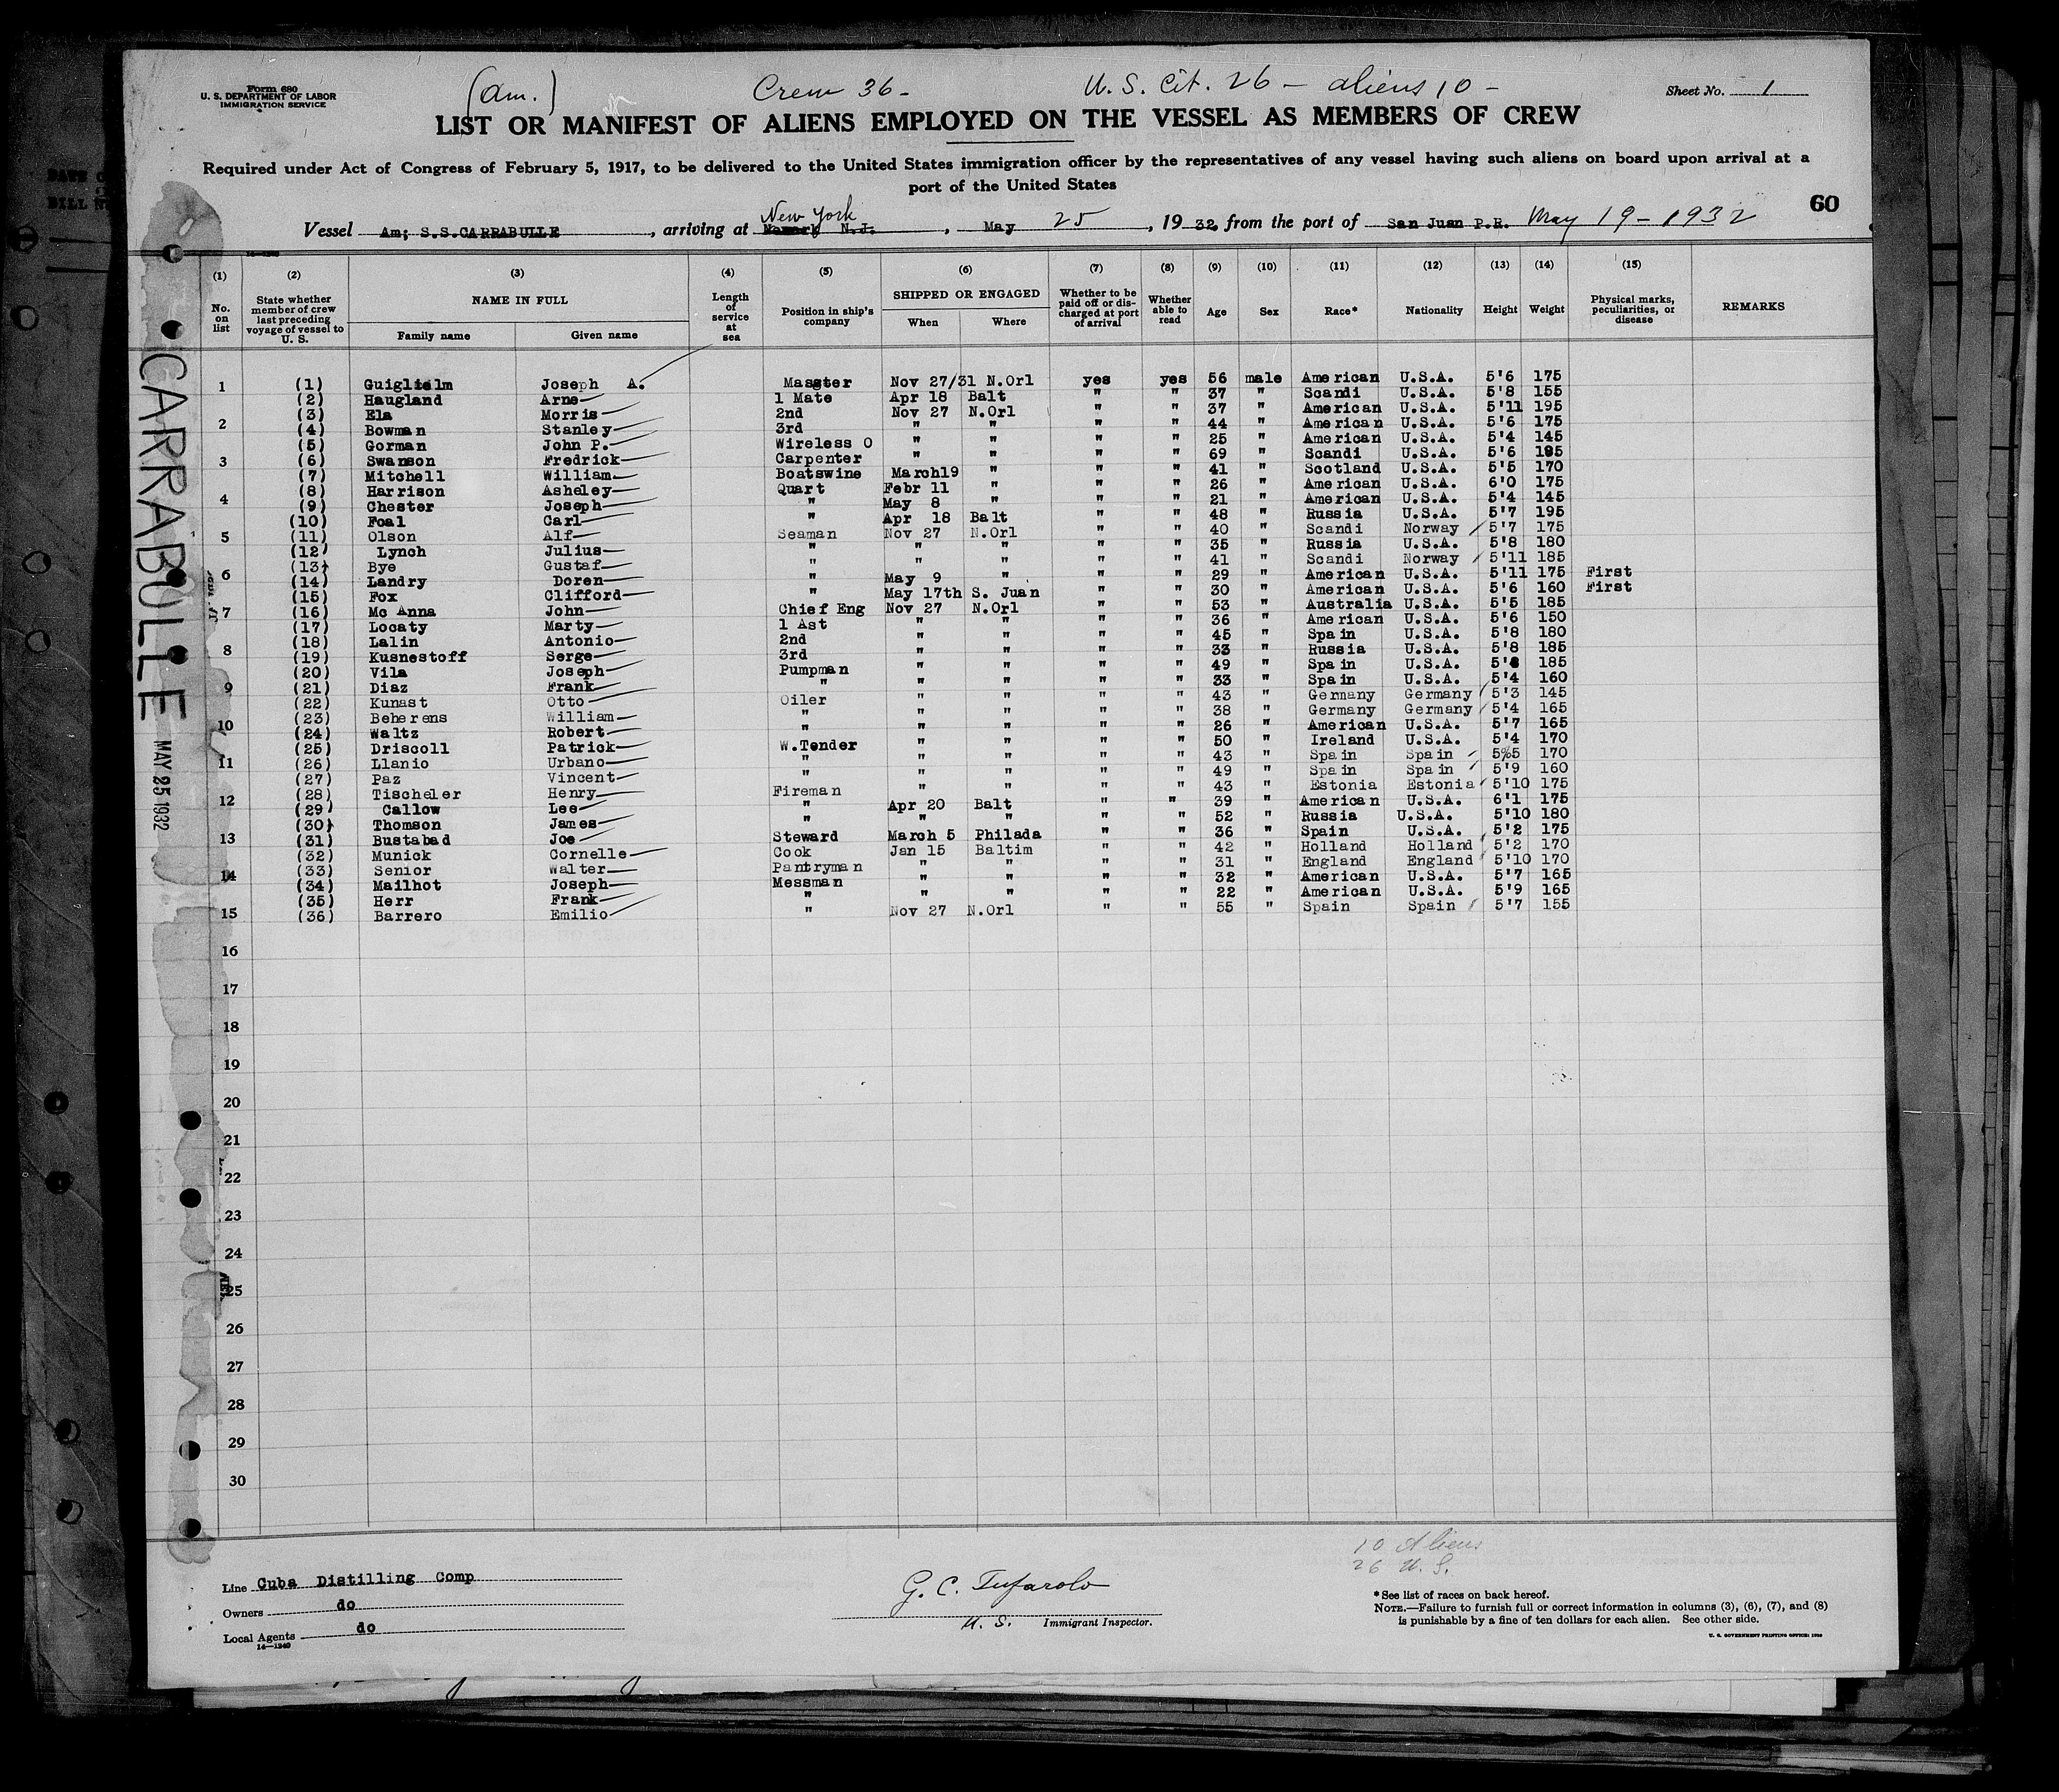 Form 680
U. S. DEPARTMENT OF LABOR
IMMIGRATION SERVICE
(Am.) Crew 36 - U. S. Cit. 26 - aliens 10 -
Sheet No. 1
LIST OR MANIFEST OF ALIENS EMPLOYED ON THE VESSEL AS MEMBERS OF CREW
Required under Act of Congress of February 5, 1917, to be delivered to the United States immigration officer by the representatives of any vessel having such aliens on board upon arrival at a
port of the United States
60
New York
Vessel Am; S.S.CARRABULLE, arriving at Newark N.J., May 25, 1932, from the port of San Juan P.R. May 19-1932
(1) (2) (3) (4) (5) (6) (7) (8) (9) (10) (11) (12) (13) (14) (15)
No. on list State whether member of crew last preceding voyage of vessel to U. S. NAME IN FULL Family name Given name Length of service at sea Position in ship's company SHIPPED OR ENGAGED When Where Whether to be paid off or discharged at port of arrival Whether able to read Age Sex Race* Nationality Height Weight Physical marks, peculiarities, or disease REMARKS
(1) Guiglielm Joseph A. Masster Nov 27/31 N.Orl yes yes 56 male American U.S.A. 5'6 175
(2) Haugland Arne 1 Mate Apr 18 Balt " " 37 " Scandi U.S.A. 5'8 155
(3) Ela Morris 2nd Nov 27 N.Orl " " 37 " American U.S.A. 5'11 195
(4) Bowman Stanley 3rd " " " " 44 " American U.S.A. 5'6 175
(5) Gorman John P. Wireless O " " " " 25 " American U.S.A. 5'4 145
(6) Swanson Fredrick Carpenter " " " " 69 " Scandi U.S.A. 5'6 185
(7) Mitchell William Boatswine March19 " " " 41 " Scotland U.S.A. 5'5 170
(8) Harrison Asheley Quart Febr 11 " " " 26 " American U.S.A. 6'0 175
(9) Chester Joseph " May 8 " " " 21 " American U.S.A. 5'4 145
(10) Foal Carl " Apr 18 Balt " " 48 " Russia U.S.A. 5'7 195
(11) Olson Alf Seaman Nov 27 N.Orl " " 40 " Scandi Norway 5'7 175
(12) Lynch Julius " " " " " 35 " Russia U.S.A. 5'8 180
(13) Bye Gustaf " " " " " 41 " Scandi Norway 5'11 185
(14) Landry Doren " May 9 " " " 29 " American U.S.A. 5'11 175 First
(15) Fox Clifford " May 17th S. Juan " " 30 " American U.S.A. 5'6 160 First
(16) Mc Anna John Chief Eng Nov 27 N.Orl " " 53 " Australia U.S.A. 5'5 185
(17) Locaty Marty 1 Ast " " " " 36 " American U.S.A. 5'6 150
(18) Lalin Antonio 2nd " " " " 45 " Spain U.S.A. 5'8 180
(19) Kusnestoff Serge 3rd " " " " 33 " Russia U.S.A. 5'8 185
(20) Vila Joseph Pumpman " " " " 49 " Spain U.S.A. 5'8 185
(21) Diaz Frank " " " " " 33 " Spain U.S.A. 5'4 160
(22) Kunast Otto Oiler " " " " 43 " Germany Germany 5'3 145
(23) Beherens William " " " " " 38 " Germany Germany 5'4 165
(24) Waltz Robert " " " " " 26 " American U.S.A. 5'7 165
(25) Driscoll Patrick W.Tender " " " " 50 " Ireland U.S.A. 5'4 170
(26) Llanio Urbano " " " " " 43 " Spain Spain 5%5 170
(27) Paz Vincent " " " " " 49 " Spain Spain 5'9 160
(28) Tischeler Henry Fireman " " " " 43 " Estonia Estonia 5'10 175
(29) Callow Lee " Apr 20 Balt " " 39 " American U.S.A. 6'1 175
(30) Thomson James " " " " " 52 " Russia U.S.A. 5'10 180
(31) Bustabad Joe Steward March 5 Philada " " 36 " Spain U.S.A. 5'2 175
(32) Munick Cornelle Cook Jan 15 Baltim " " 42 " Holland Holland 5'2 170
(33) Senior Walter Pantryman " " " " 31 " England England 5'10 170
(34) Mailhot Joseph Messman " " " " 32 " American U.S.A. 5'7 165
(35) Herr Frank " " " " " 22 " American U.S.A. 5'9 165
(36) Barrero Emilio " Nov 27 N.Orl " " 55 " Spain Spain 5'7 155
1
2
3
4
5
6
7
8
9
10
11
12
13
14
15
16
17
18
19
20
21
22
23
24
25
26
27
28
29
30
CARRABULLE MAY 25 1932
10 Aliens
26 U. S.
Line Cuba Distilling Comp
Owners do
Local Agents do
14—1240
G. C. Tufarolo
U. S. Immigrant Inspector.
*See list of races on back hereof.
NOTE.—Failure to furnish full or correct information in columns (3), (6), (7), and (8)
is punishable by a fine of ten dollars for each alien. See other side.